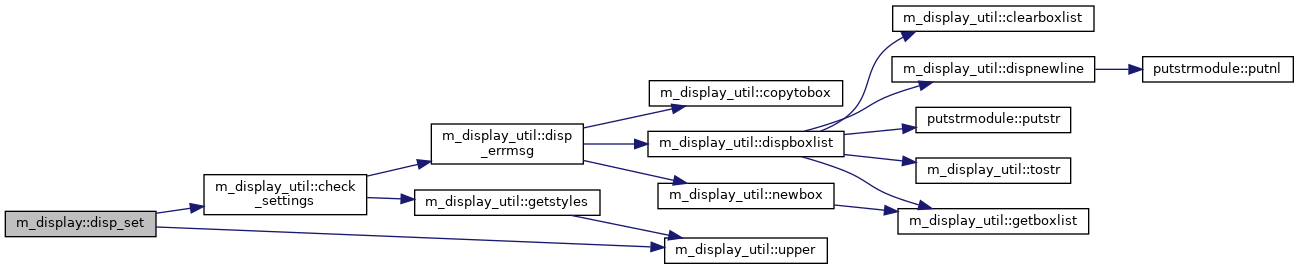 m_display::disp_set
m_display_util::check
_settings
m_display_util::disp
_errmsg
m_display_util::getstyles
m_display_util::copytobox
m_display_util::dispboxlist
m_display_util::newbox
m_display_util::upper
m_display_util::clearboxlist
m_display_util::dispnewline
putstrmodule::putstr
m_display_util::tostr
m_display_util::getboxlist
putstrmodule::putnl